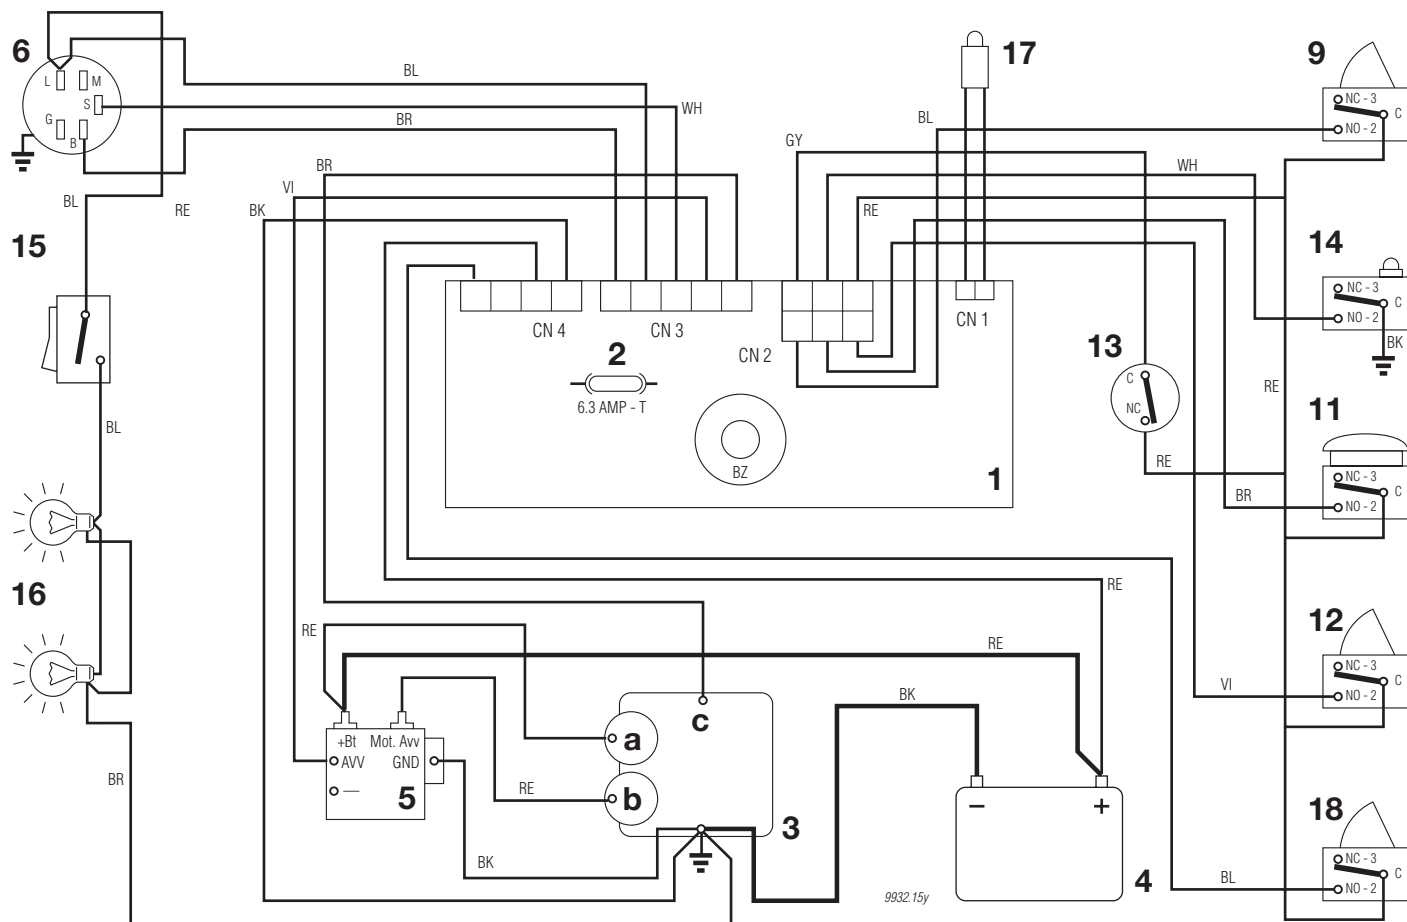 6
L
M
S
G
B
BL
WH
BR
BL
RE
15
BL
16
BR
BR
VI
BK
17
BL
GY
WH
RE
9
NC - 3
C
NO - 2
14
NC - 3
C
NO - 2
BK
CN 4
CN 3
CN 2
CN 1
2
6.3 AMP - T
BZ
1
13
C
NC
RE
RE
11
NC - 3
C
NO - 2
BR
RE
12
NC - 3
C
NO - 2
VI
RE
RE
BK
+Bt
Mot. Avv
AVV
GND
—
5
RE
BK
a
b
c
3
−
+
4
9932.15y
18
NC - 3
C
NO - 2
BL